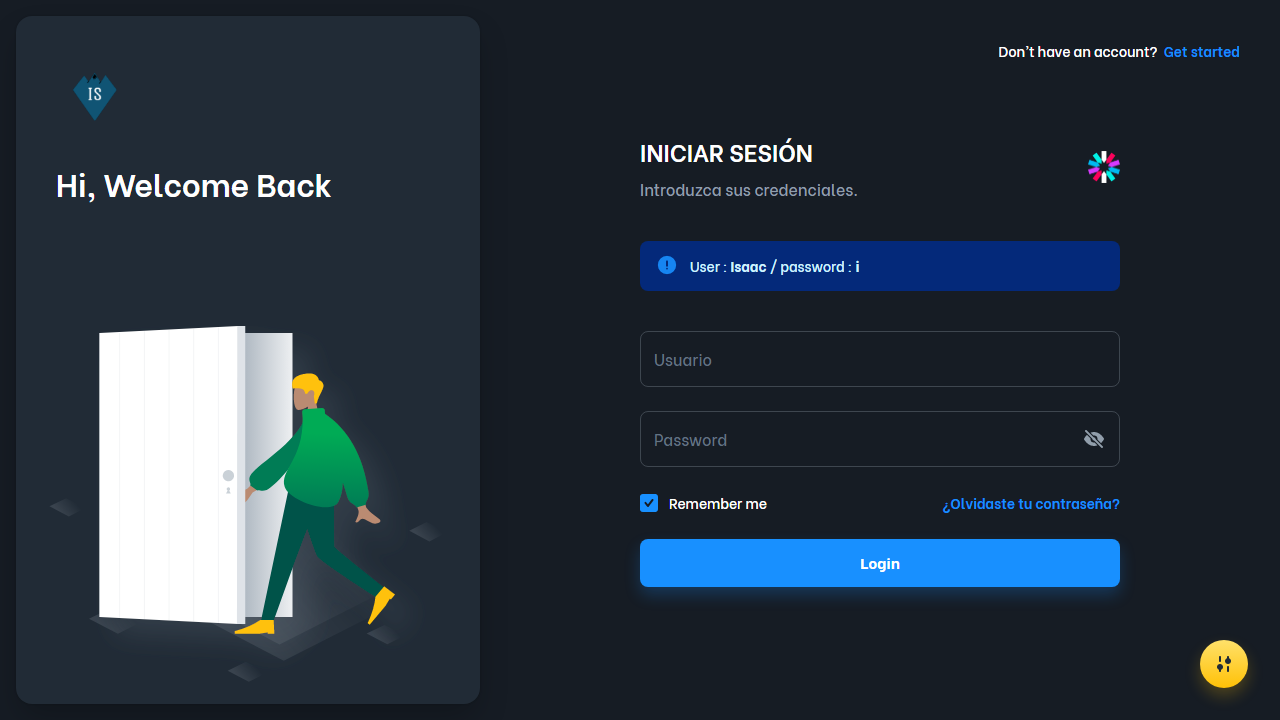 Don't have an account? Get started
IS
Hi, Welcome Back
INICIAR SESIÓN
Introduzca sus credenciales.
User : Isaac / password : i
Usuario
Password
Remember me
¿Olvidaste tu contraseña?
Login